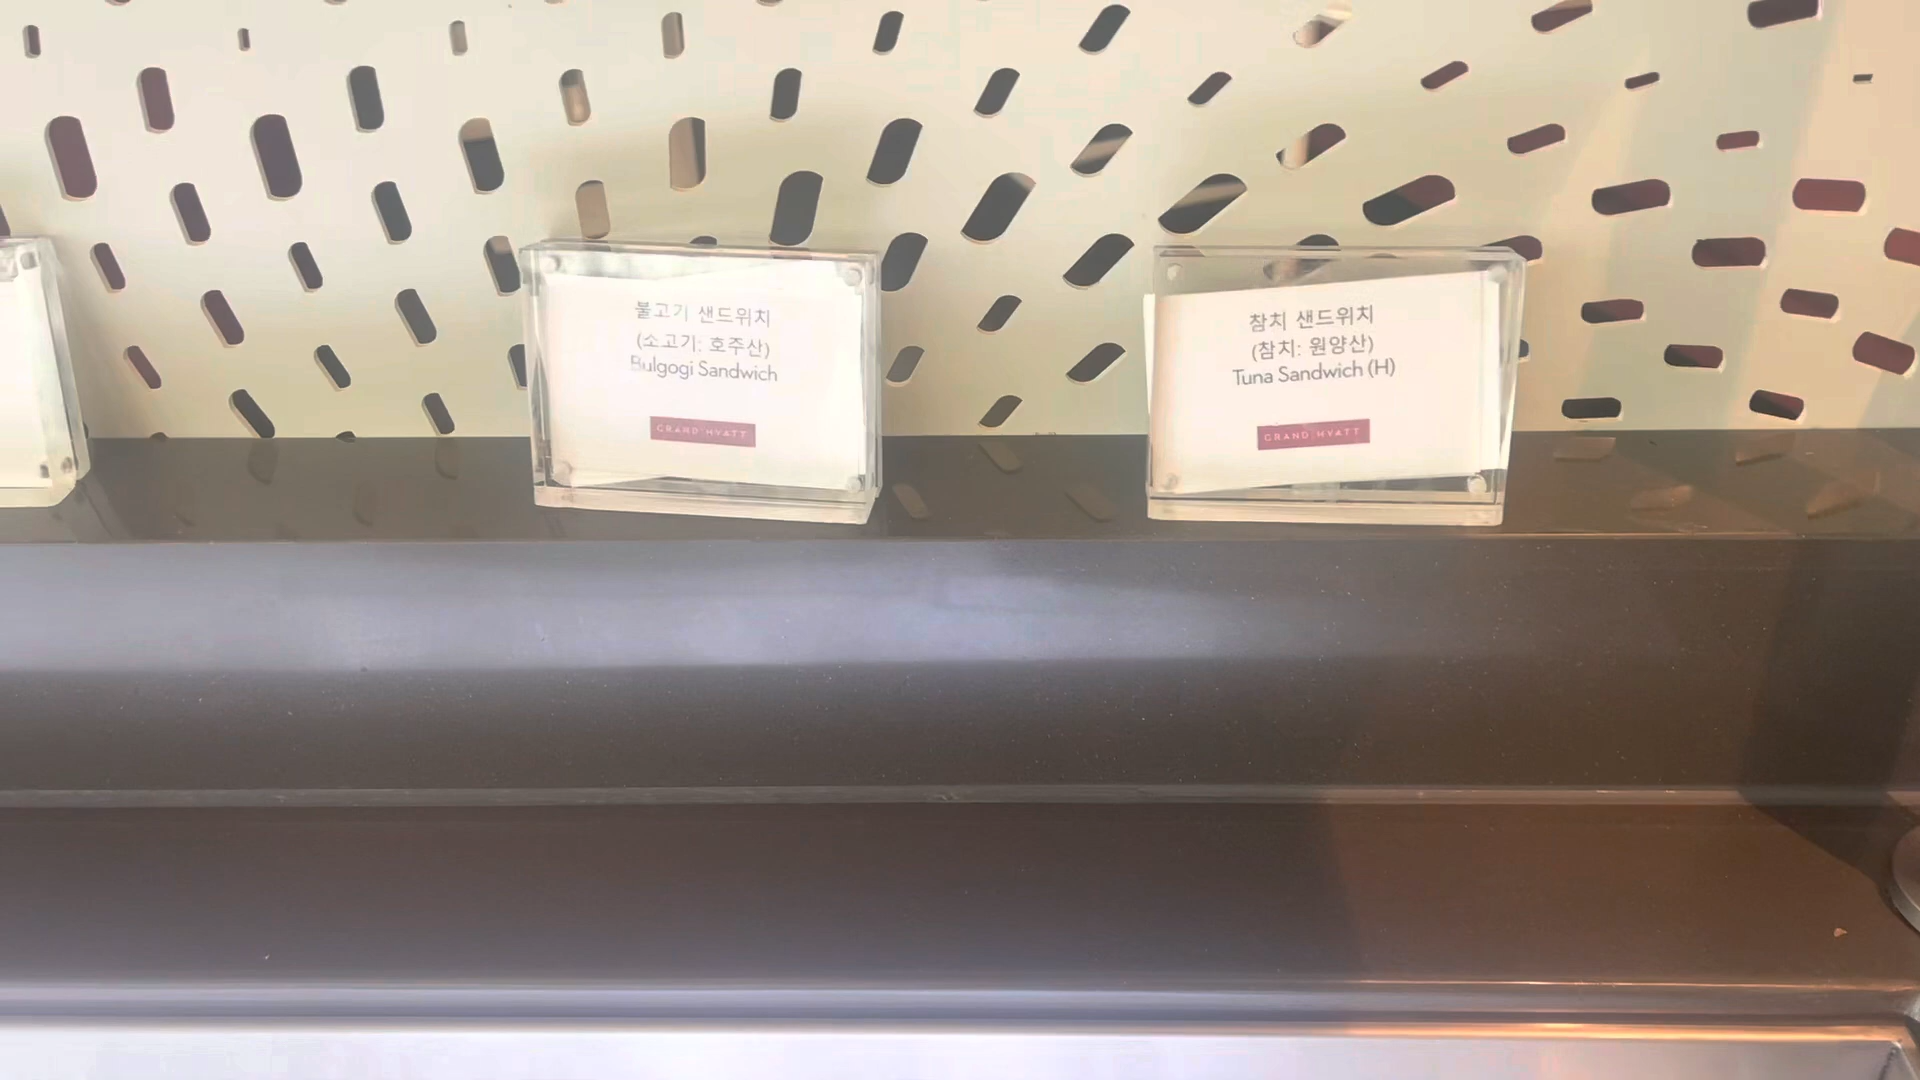 불고기 샌드위치
(소고기: 호주산)
Bulgogi Sandwich
GRAND HYATT
참치 샌드위치
(참치: 원양산)
Tuna Sandwich (H)
GRAND HYATT